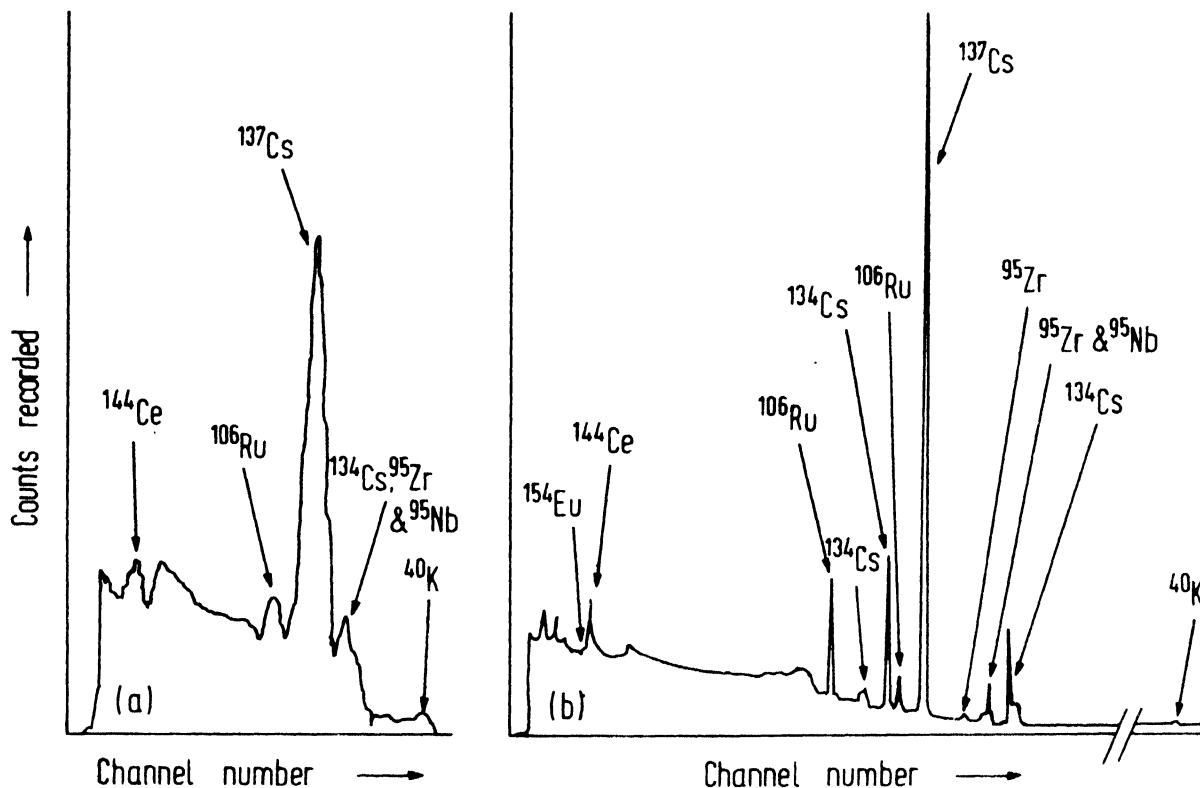 Counts recorded
¹⁴⁴Ce
¹⁰⁶Ru
¹³⁷Cs
¹³⁴Cs,⁹⁵Zr
& ⁹⁵Nb
⁴⁰K
(a)
Channel number
¹⁵⁴Eu
¹⁴⁴Ce
¹⁰⁶Ru
¹³⁴Cs
¹³⁴Cs
¹⁰⁶Ru
¹³⁷Cs
⁹⁵Zr
⁹⁵Zr & ⁹⁵Nb
¹³⁴Cs
⁴⁰K
(b)
Channel number